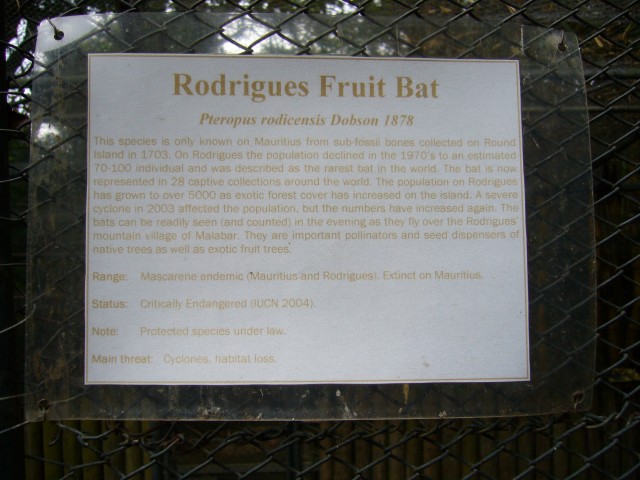 Rodrigues Fruit Bat
Pteropus rodicensis Dobson 1878
This species is only known on Mauritius from sub-fossil bones collected on Round
Island in 1703. On Rodrigues the population declined in the 1970's to an estimated
70-100 individual and was described as the rarest bat in the world. The bat is now
represented in 28 captive collections around the world. The population on Rodrigues
has grown to over 5000 as exotic forest cover has increased on the island. A severe
cyclone in 2003 affected the population, but the numbers have increased again. The
bats can be readily seen (and counted) in the evening as they fly over the Rodrigues'
mountain village of Malabar. They are important pollinators and seed dispersers of
native trees as well as exotic fruit trees.
Range: Mascarene endemic (Mauritius and Rodrigues). Extinct on Mauritius.
Status: Critically Endangered (IUCN 2004).
Note: Protected species under law.
Main threat: Cyclones, habitat loss.